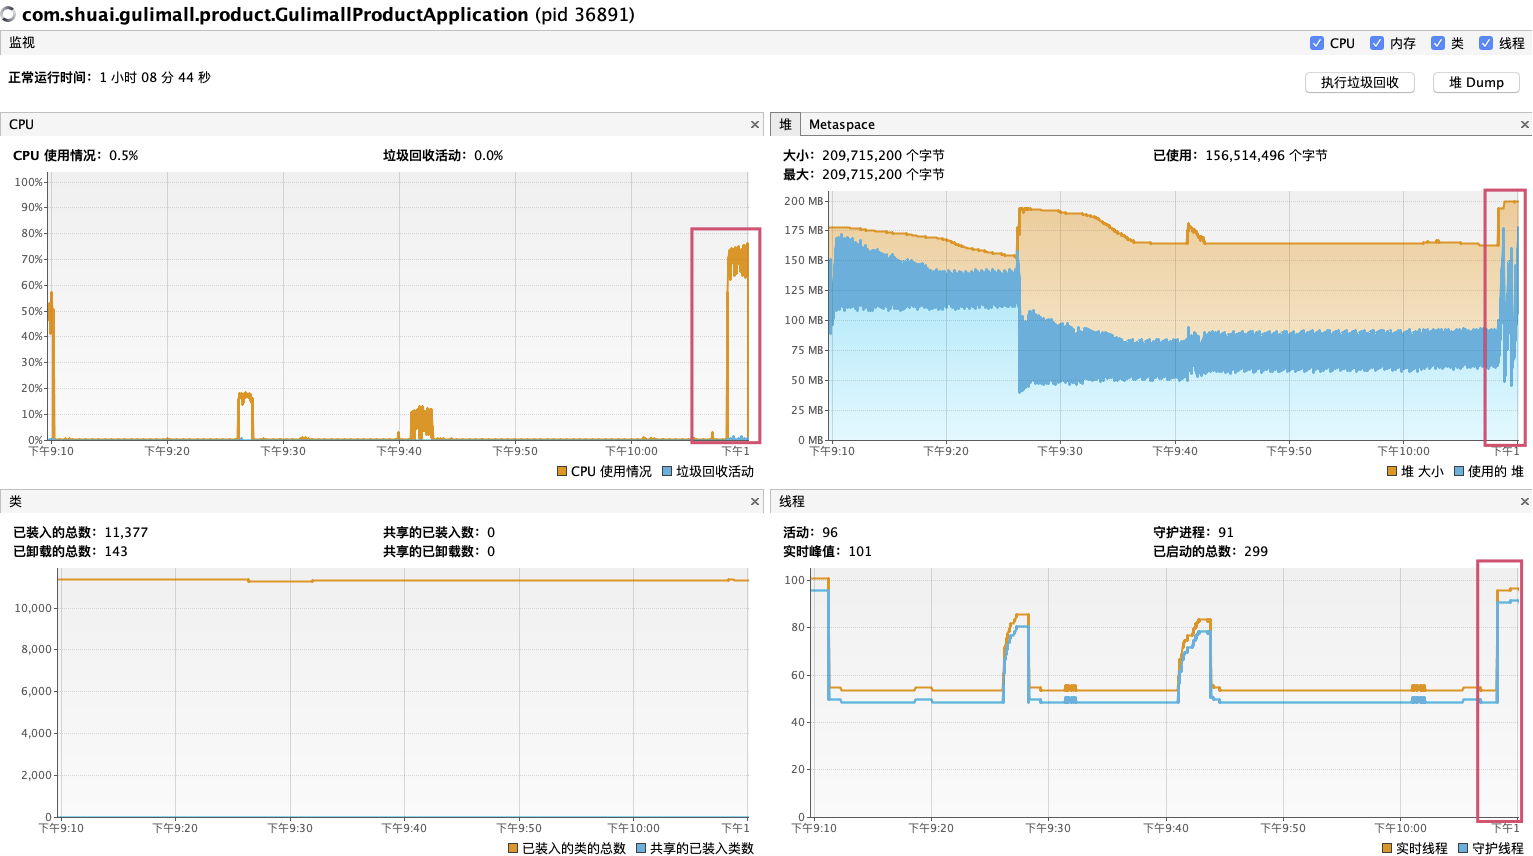 com.shuai.gulimall.product.GulimallProductApplication (pid 36891)
监视
CPU 内存 类 线程
正常运行时间: 1 小时 08 分 44 秒
执行垃圾回收 堆 Dump
CPU ×
CPU 使用情况: 0.5% 垃圾回收活动: 0.0%
100%
90%
80%
70%
60%
50%
40%
30%
20%
10%
0%
下午9:10 下午9:20 下午9:30 下午9:40 下午9:50 下午10:00 下午1
CPU 使用情况 垃圾回收活动
堆 Metaspace ×
大小: 209,715,200 个字节 已使用: 156,514,496 个字节
最大: 209,715,200 个字节
200 MB
175 MB
150 MB
125 MB
100 MB
75 MB
50 MB
25 MB
0 MB
下午9:10 下午9:20 下午9:30 下午9:40 下午9:50 下午10:00 下午1
堆 大小 使用的 堆
类 ×
已装入的总数: 11,377 共享的已装入数: 0
已卸载的总数: 143 共享的已卸载数: 0
10,000
8,000
6,000
4,000
2,000
0
下午9:10 下午9:20 下午9:30 下午9:40 下午9:50 下午10:00 下午1
已装入的类的总数 共享的已装入类数
线程 ×
活动: 96 守护进程: 91
实时峰值: 101 已启动的总数: 299
100
80
60
40
20
0
下午9:10 下午9:20 下午9:30 下午9:40 下午9:50 下午10:00 下午1
实时线程 守护线程